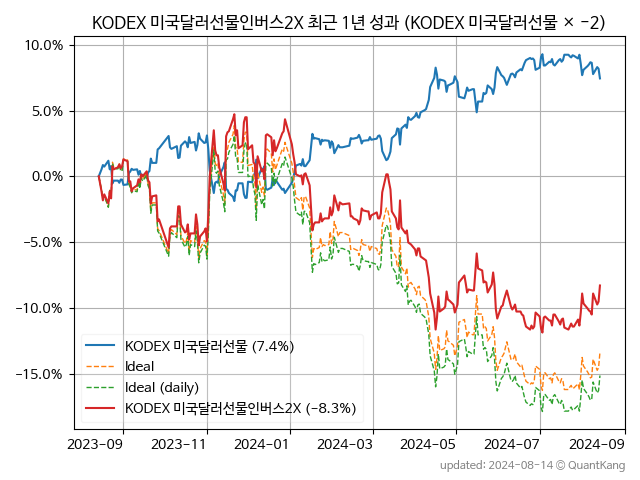 KODEX 미국달러선물인버스2X 최근 1년 성과 (KODEX 미국달러선물 × -2)
10.0%
5.0%
0.0%
−5.0%
−10.0%
−15.0%
KODEX 미국달러선물 (7.4%)
Ideal
Ideal (daily)
KODEX 미국달러선물인버스2X (−8.3%)
2023-09 2023-11 2024-01 2024-03 2024-05 2024-07 2024-09
updated: 2024-08-14 © QuantKang